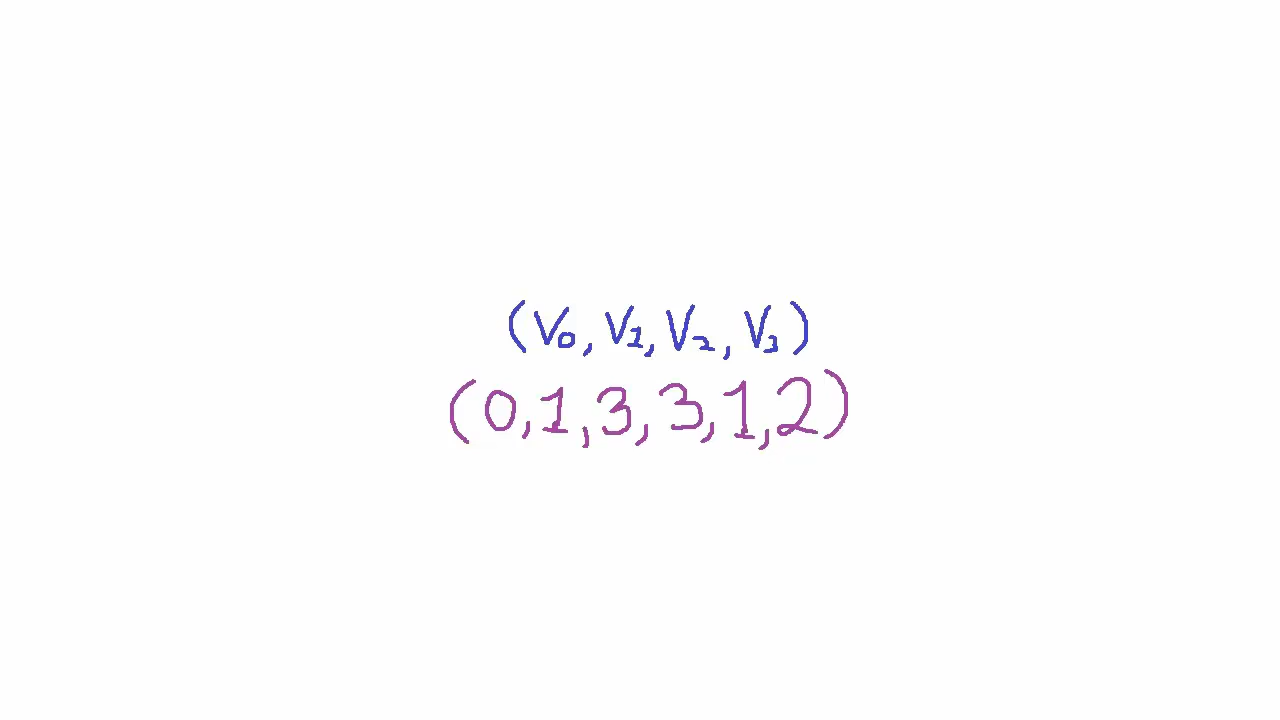 (V₀, V₁, V₂, V₃)
(0,1,3,3,1,2)